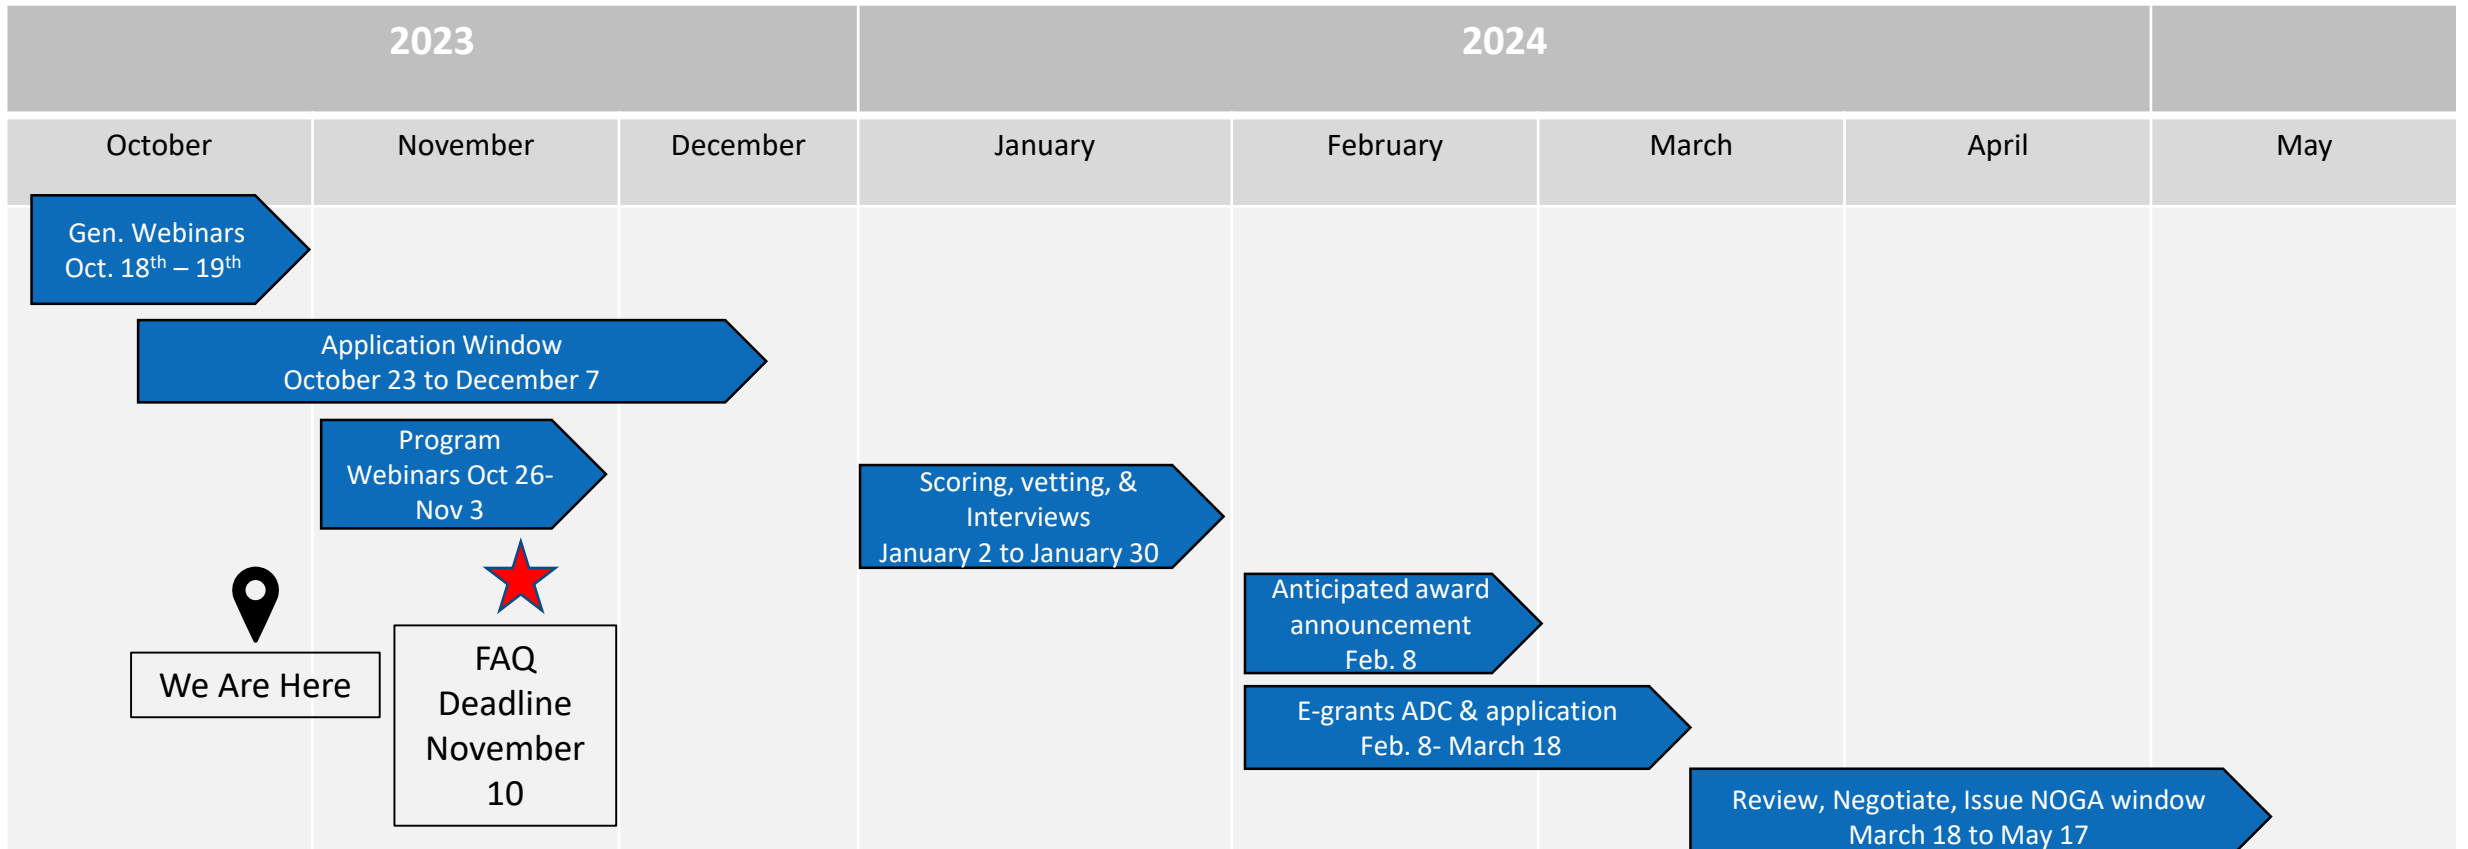 2023
2024
October
November
December
January
February
March
April
May
Gen. Webinars
Oct. 18th – 19th
Application Window
October 23 to December 7
Program
Webinars Oct 26-
Nov 3
Scoring, vetting, &
Interviews
January 2 to January 30
We Are Here
FAQ
Deadline
November
10
Anticipated award
announcement
Feb. 8
E-grants ADC & application
Feb. 8- March 18
Review, Negotiate, Issue NOGA window
March 18 to May 17